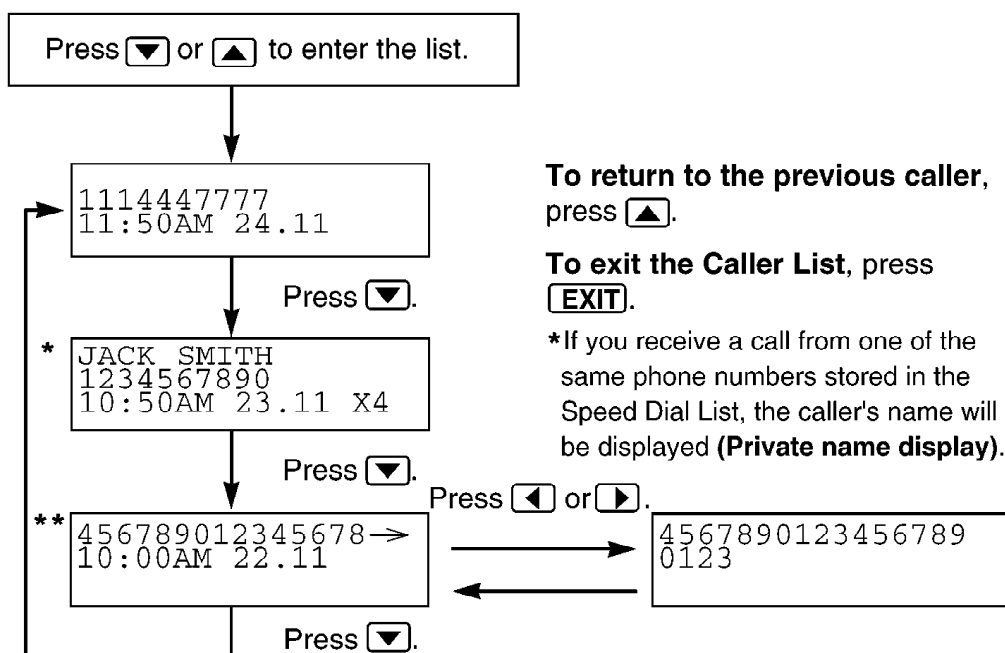 Press ▼ or ▲ to enter the list.
1114447777
11:50AM 24.11
To return to the previous caller,
press ▲.
Press ▼.
To exit the Caller List, press
EXIT.
*
JACK SMITH
1234567890
10:50AM 23.11 X4
*If you receive a call from one of the
same phone numbers stored in the
Speed Dial List, the caller's name will
be displayed (Private name display).
Press ▼.
Press ◀ or ▶.
**
456789012345678→
10:00AM 22.11
4567890123456789
0123
Press ▼.